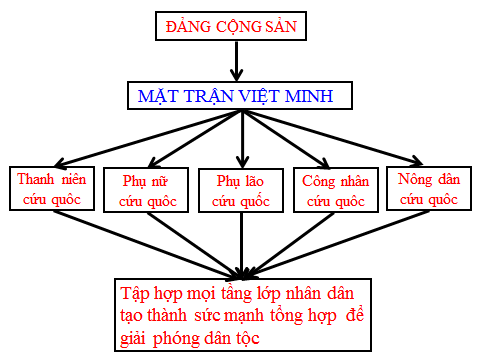 ĐẢNG CỘNG SẢN
MẶT TRẬN VIỆT MINH
Thanh niên
cứu quốc
Phụ nữ
cứu quốc
Phụ lão
cứu quốc
Công nhân
cứu quốc
Nông dân
cứu quốc
Tập hợp mọi tầng lớp nhân dân
tạo thành sức mạnh tổng hợp để
giải phóng dân tộc